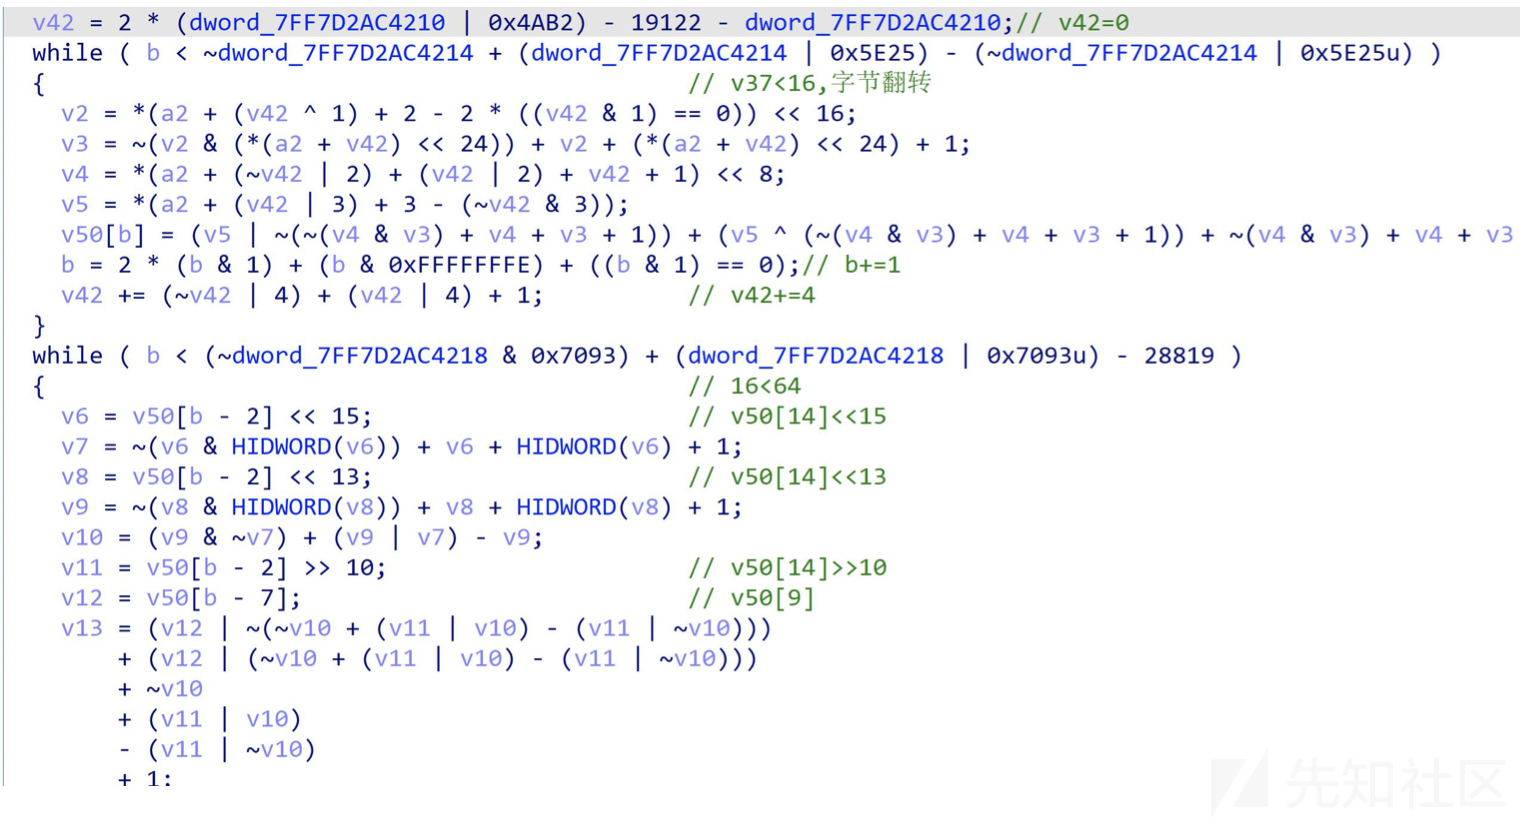 v42 = 2 * (dword_7FF7D2AC4210 | 0x4AB2) - 19122 - dword_7FF7D2AC4210;// v42=0
while ( b < ~dword_7FF7D2AC4214 + (dword_7FF7D2AC4214 | 0x5E25) - (~dword_7FF7D2AC4214 | 0x5E25u) )
{ // v37<16,字节翻转
v2 = *(a2 + (v42 ^ 1) + 2 - 2 * ((v42 & 1) == 0)) << 16;
v3 = ~(v2 & (*(a2 + v42) << 24)) + v2 + (*(a2 + v42) << 24) + 1;
v4 = *(a2 + (~v42 | 2) + (v42 | 2) + v42 + 1) << 8;
v5 = *(a2 + (v42 | 3) + 3 - (~v42 & 3));
v50[b] = (v5 | ~(~(v4 & v3) + v4 + v3 + 1)) + (v5 ^ (~(v4 & v3) + v4 + v3 + 1)) + ~(v4 & v3) + v4 + v3
b = 2 * (b & 1) + (b & 0xFFFFFFFE) + ((b & 1) == 0);// b+=1
v42 += (~v42 | 4) + (v42 | 4) + 1; // v42+=4
}
while ( b < (~dword_7FF7D2AC4218 & 0x7093) + (dword_7FF7D2AC4218 | 0x7093u) - 28819 )
{ // 16<64
v6 = v50[b - 2] << 15; // v50[14]<<15
v7 = ~(v6 & HIDWORD(v6)) + v6 + HIDWORD(v6) + 1;
v8 = v50[b - 2] << 13; // v50[14]<<13
v9 = ~(v8 & HIDWORD(v8)) + v8 + HIDWORD(v8) + 1;
v10 = (v9 & ~v7) + (v9 | v7) - v9;
v11 = v50[b - 2] >> 10; // v50[14]>>10
v12 = v50[b - 7]; // v50[9]
v13 = (v12 | ~(~v10 + (v11 | v10) - (v11 | ~v10)))
+ (v12 | (~v10 + (v11 | v10) - (v11 | ~v10)))
+ ~v10
+ (v11 | v10)
- (v11 | ~v10)
+ 1;
先知社区